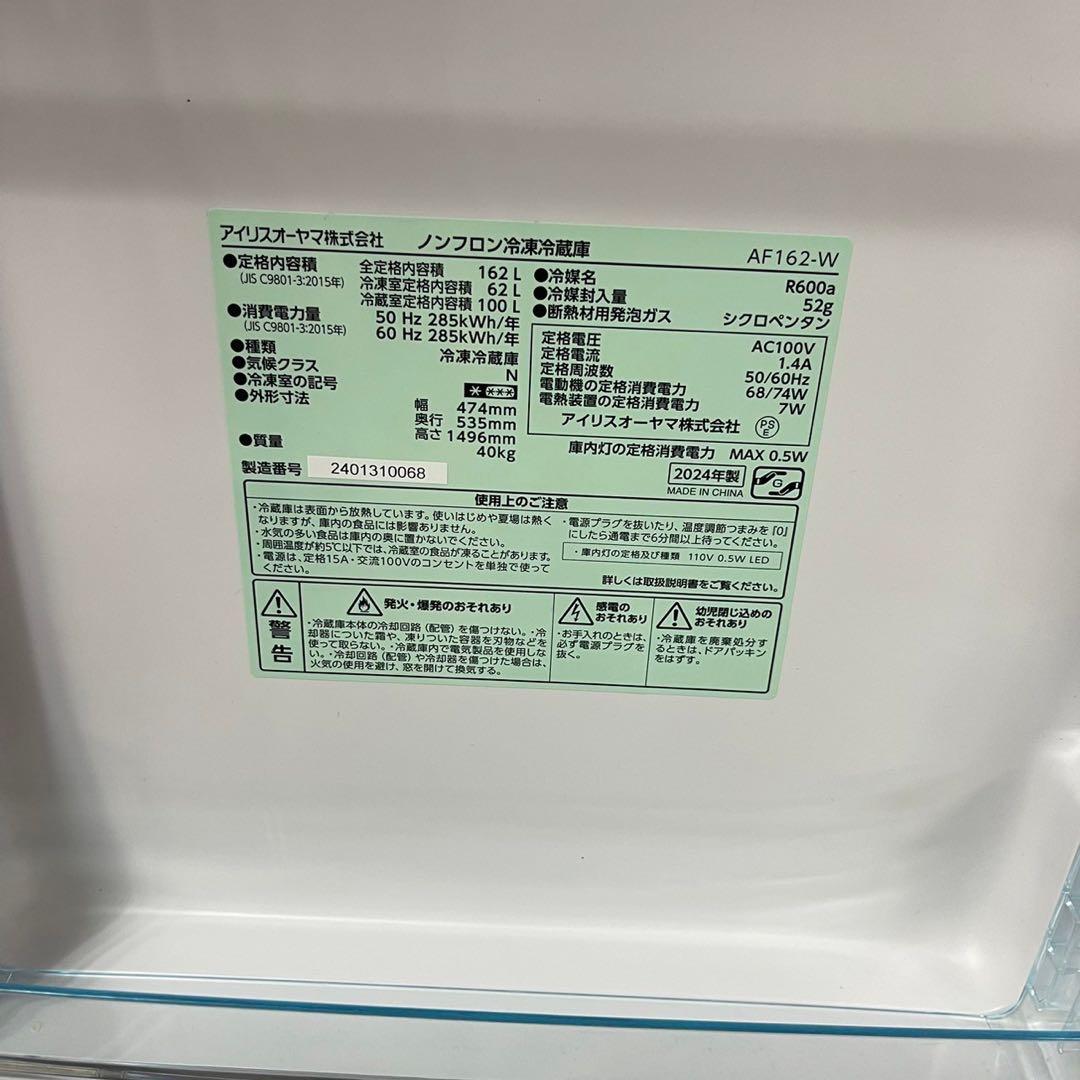 アイリスオーヤマ株式会社 ノンフロン冷凍冷蔵庫 AF162-W
●定格内容積
(JIS C9801-3:2015年)
全定格内容積 162 L
冷凍室定格内容積 62 L
冷蔵室定格内容積 100 L
●消費電力量
(JIS C9801-3:2015年)
50 Hz 285kWh/年
60 Hz 285kWh/年
●種類 冷凍冷蔵庫
●気候クラス N
●冷凍室の記号
●外形寸法
幅 474mm
奥行 535mm
高さ 1496mm
●質量 40kg
製造番号 2401310068
●冷媒名 R600a
●冷媒封入量 52g
●断熱材用発泡ガス シクロペンタン
定格電圧 AC100V
定格電流 1.4A
定格周波数 50/60Hz
電動機の定格消費電力 68/74W
電熱装置の定格消費電力 7W
アイリスオーヤマ株式会社 PSE
庫内灯の定格消費電力 MAX 0.5W
2024年製
MADE IN CHINA
G
使用上のご注意
・冷蔵庫は表面から放熱しています。使いはじめや夏場は熱く
なりますが、庫内の食品には影響ありません。
・水気の多い食品は庫内の奥に置かないでください。
・周囲温度が約5℃以下では、冷蔵室の食品が凍ることがあります。
・電源は、定格15A・交流100Vのコンセントを単独で使って
ください。
・電源プラグを抜いたり、温度調節つまみを「0」
にしたら通電まで6分間以上待ってください。
・庫内灯の定格及び種類 110V 0.5W LED
詳しくは取扱説明書をご覧ください。
警告
発火・爆発のおそれあり
・冷蔵庫本体の冷却回路(配管)を傷つけない。・冷
却器についた霜や、凍りついた容器を刃物などを
使って取らない。・冷蔵庫内で電気製品を使用しな
い。・冷却回路(配管)や冷却器を傷つけた場合は、
火気の使用を避け、窓を開けて換気する。
感電の
おそれあり
・お手入れのときは、
必ず電源プラグを
抜く。
幼児閉じ込めの
おそれあり
・冷蔵庫を廃棄処分す
るときは、ドアパッキン
をはずす。